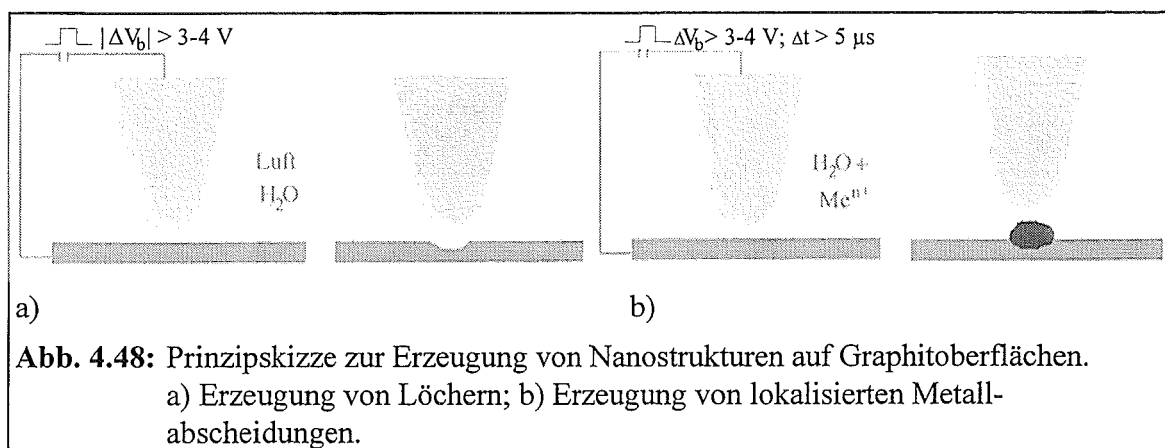 |ΔV_b| > 3-4 V
ΔV_b > 3-4 V; Δt > 5 µs
Luft
H₂O
H₂O +
Meⁿ⁺
a)
b)
Abb. 4.48: Prinzipskizze zur Erzeugung von Nanostrukturen auf Graphitoberflächen.
a) Erzeugung von Löchern; b) Erzeugung von lokalisierten Metall-
abscheidungen.